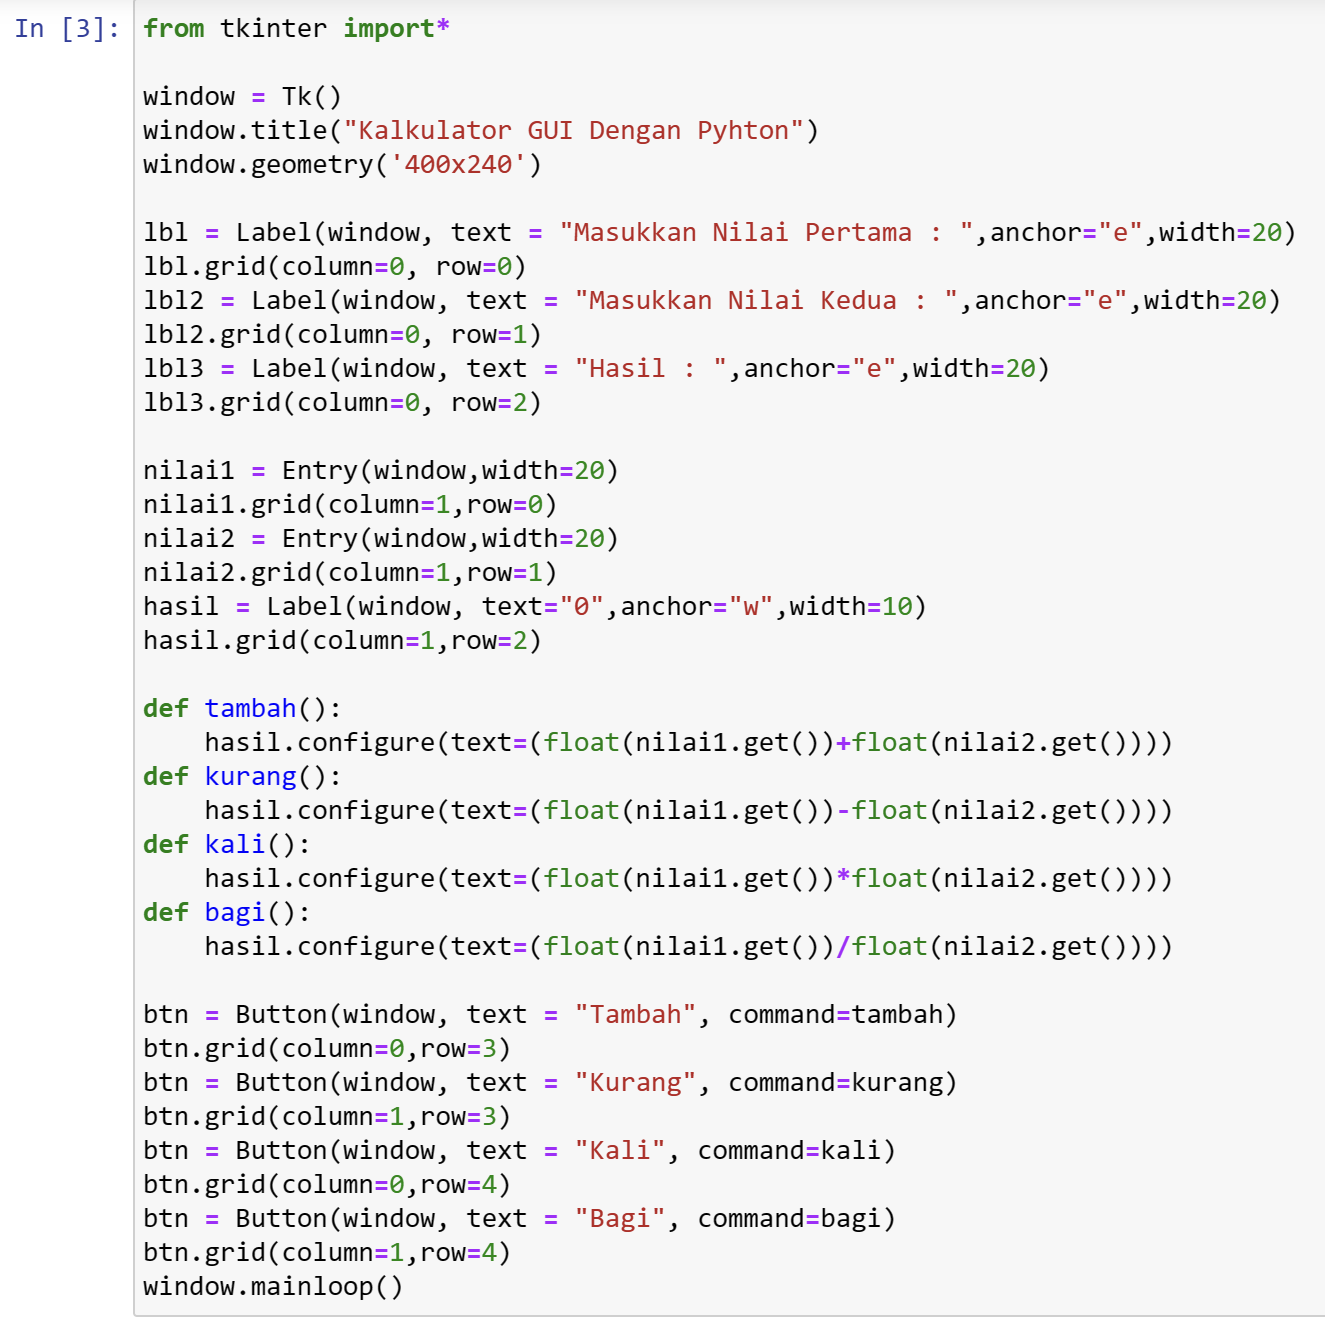 In [3]: from tkinter import*
window = Tk()
window.title("Kalkulator GUI Dengan Pyhton")
window.geometry('400x240')
lbl = Label(window, text = "Masukkan Nilai Pertama : ",anchor="e",width=20)
lbl.grid(column=0, row=0)
lbl2 = Label(window, text = "Masukkan Nilai Kedua : ",anchor="e",width=20)
lbl2.grid(column=0, row=1)
lbl3 = Label(window, text = "Hasil : ",anchor="e",width=20)
lbl3.grid(column=0, row=2)
nilai1 = Entry(window,width=20)
nilai1.grid(column=1,row=0)
nilai2 = Entry(window,width=20)
nilai2.grid(column=1,row=1)
hasil = Label(window, text="0",anchor="w",width=10)
hasil.grid(column=1,row=2)
def tambah():
    hasil.configure(text=(float(nilai1.get())+float(nilai2.get())))
def kurang():
    hasil.configure(text=(float(nilai1.get())-float(nilai2.get())))
def kali():
    hasil.configure(text=(float(nilai1.get())*float(nilai2.get())))
def bagi():
    hasil.configure(text=(float(nilai1.get())/float(nilai2.get())))
btn = Button(window, text = "Tambah", command=tambah)
btn.grid(column=0,row=3)
btn = Button(window, text = "Kurang", command=kurang)
btn.grid(column=1,row=3)
btn = Button(window, text = "Kali", command=kali)
btn.grid(column=0,row=4)
btn = Button(window, text = "Bagi", command=bagi)
btn.grid(column=1,row=4)
window.mainloop()